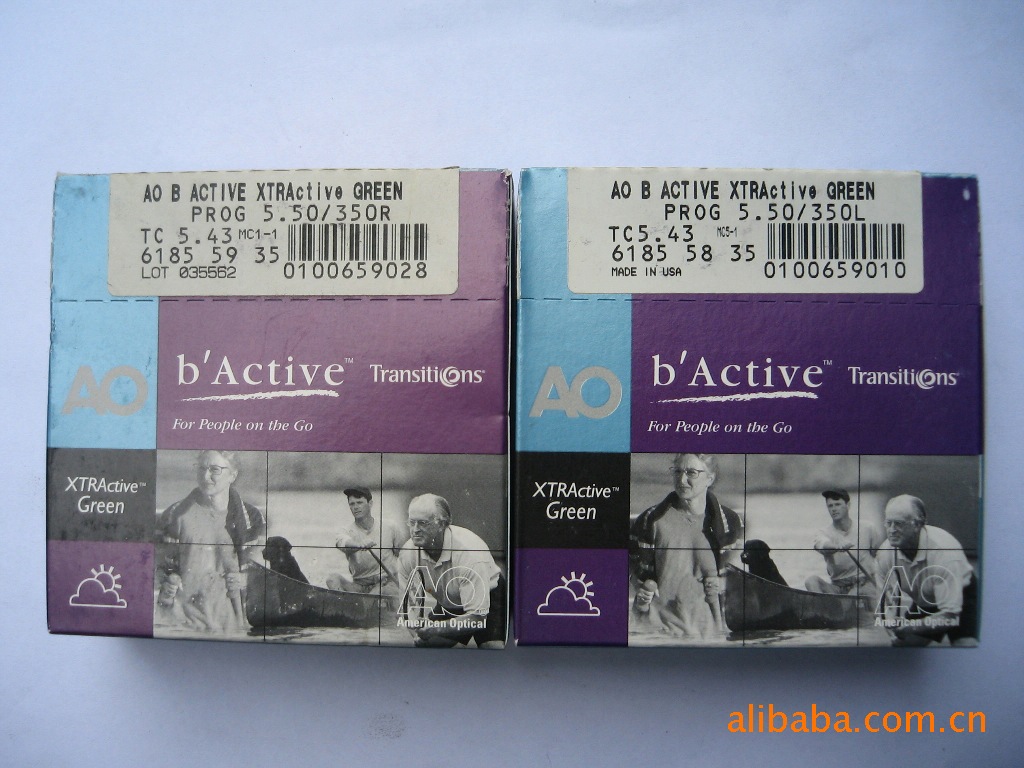 AO B ACTIVE XTRActive GREEN
PROG 5.50/350R
TC 5.43 MC1-1
6185 59 35
LOT 035562
0100659028
AO
b'Active™ Transitions®
For People on the Go
XTRActive™
Green
AO
American Optical
AO B ACTIVE XTRActive GREEN
PROG 5.50/350L
TC5.43 MC5-1
6185 58 35
MADE IN USA
0100659010
AO
b'Active™ Transitions®
For People on the Go
XTRActive™
Green
AO
American Optical
alibaba.com.cn